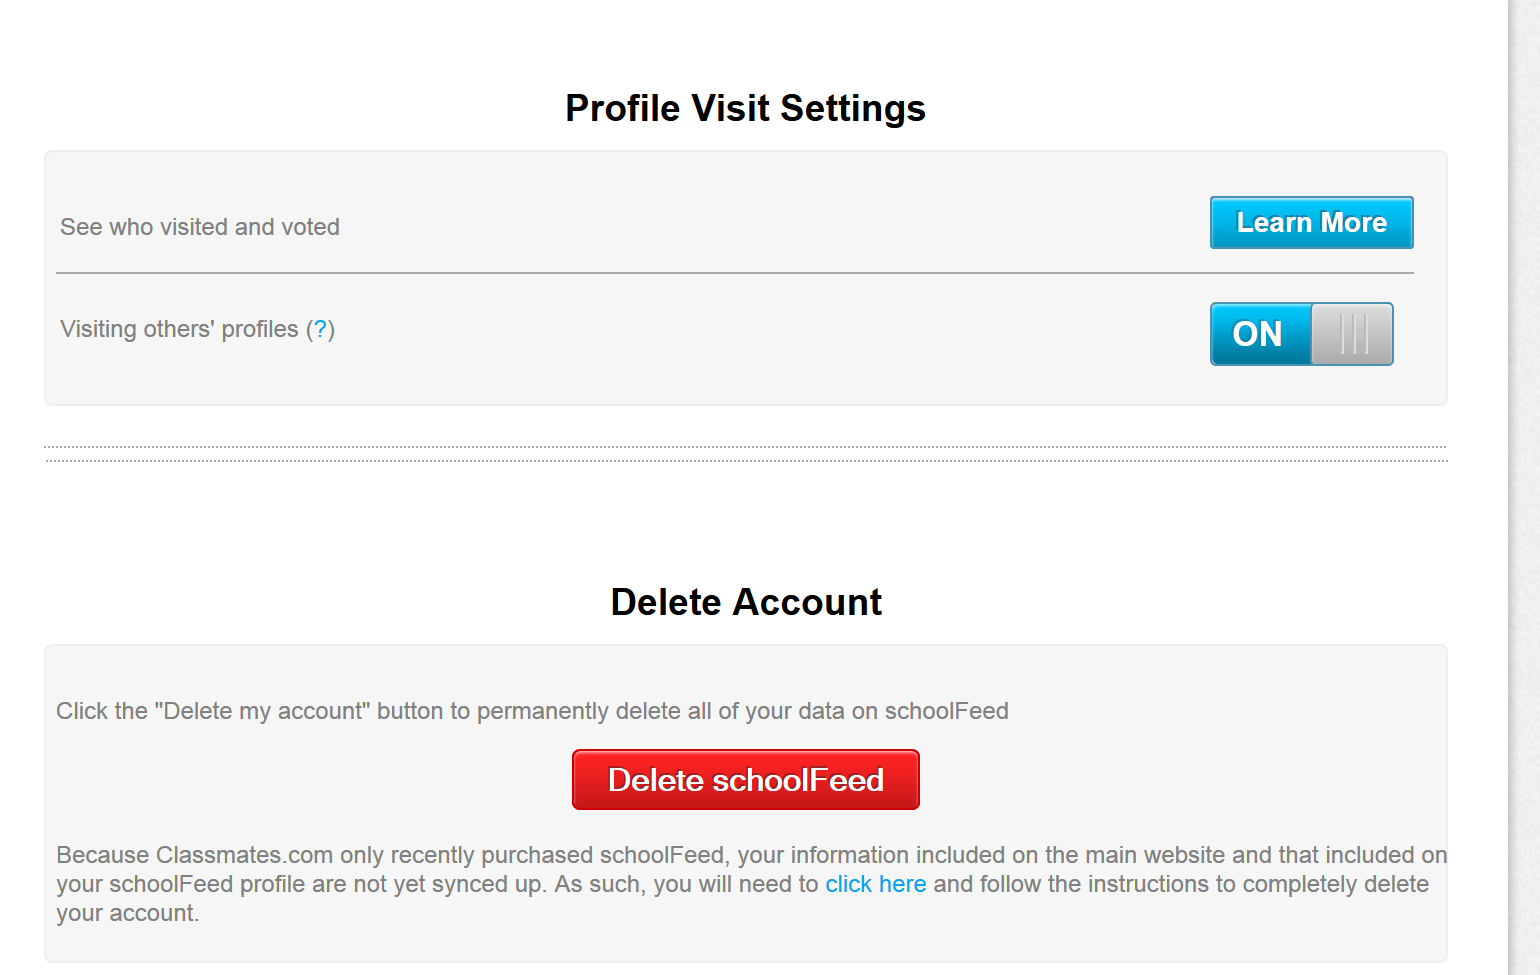 Profile Visit Settings
See who visited and voted
Learn More
Visiting others' profiles (?)
ON
Delete Account
Click the "Delete my account" button to permanently delete all of your data on schoolFeed
Delete schoolFeed
Because Classmates.com only recently purchased schoolFeed, your information included on the main website and that included on
your schoolFeed profile are not yet synced up. As such, you will need to click here and follow the instructions to completely delete
your account.